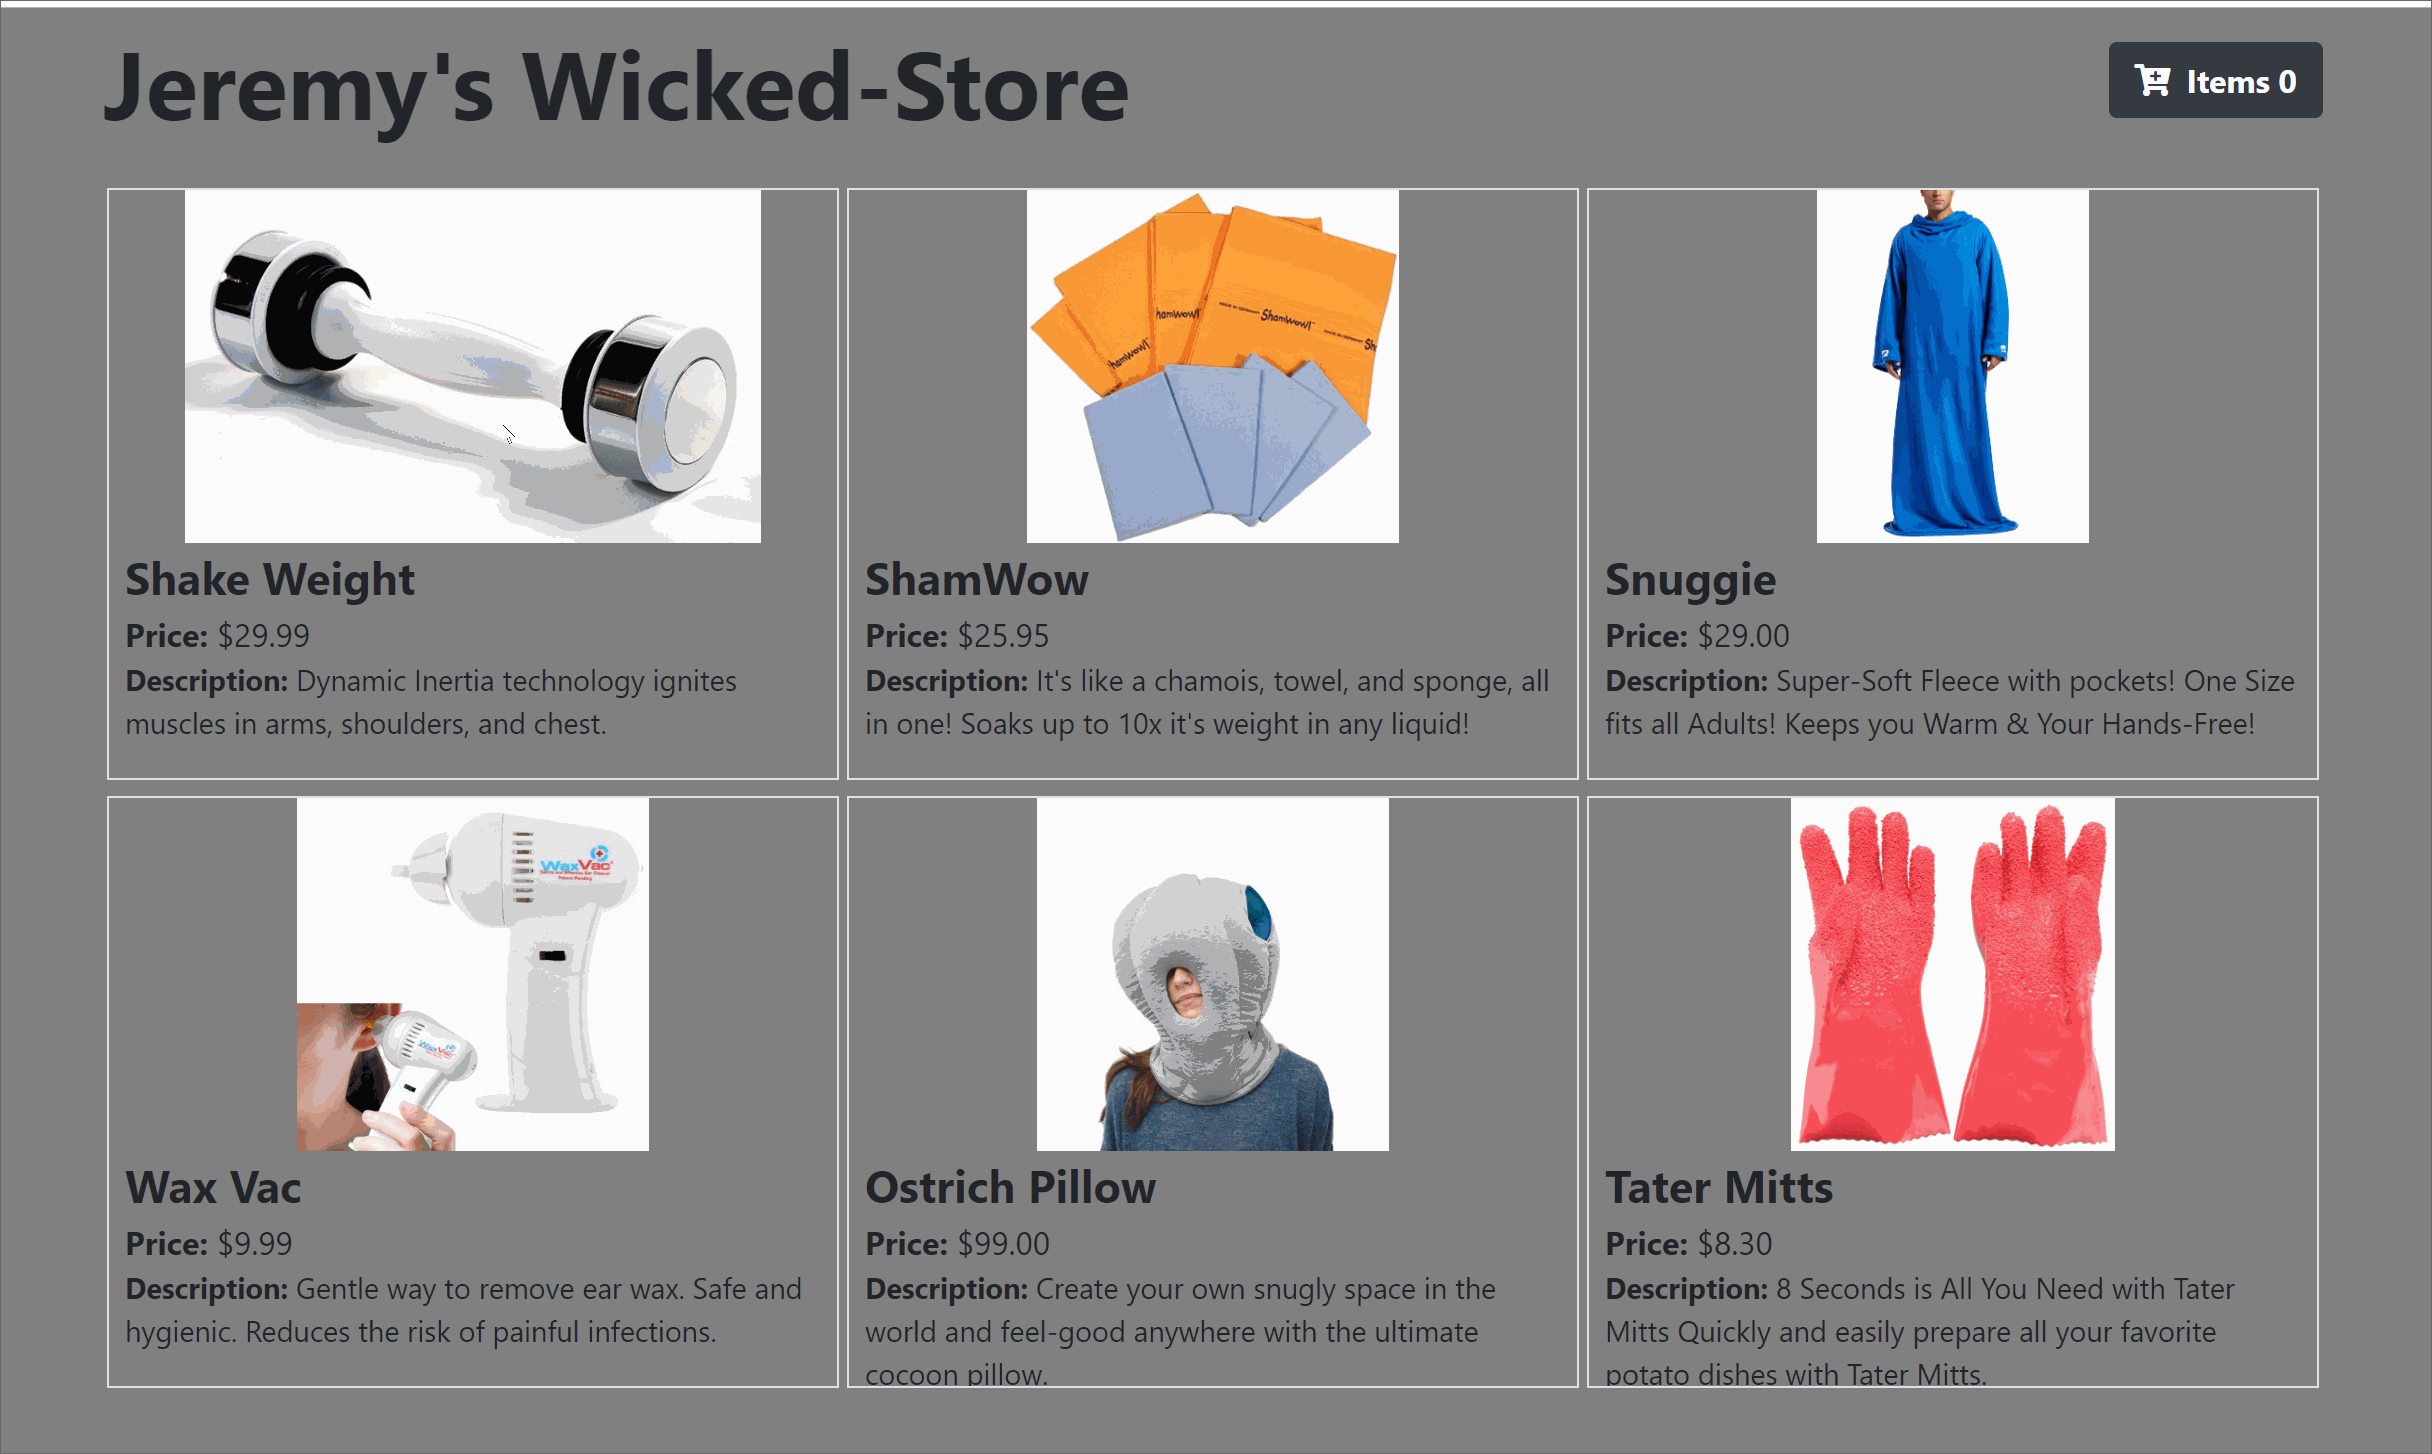 Jeremy's Wicked-Store
Items 0
hamWow!
ShamWow!
Sh
hamWow!
Shake Weight
Price: $29.99
Description: Dynamic Inertia technology ignites
muscles in arms, shoulders, and chest.
ShamWow
Price: $25.95
Description: It's like a chamois, towel, and sponge, all
in one! Soaks up to 10x it's weight in any liquid!
Snuggie
Price: $29.00
Description: Super-Soft Fleece with pockets! One Size
fits all Adults! Keeps you Warm & Your Hands-Free!
WaxVac
WaxVac
Wax Vac
Price: $9.99
Description: Gentle way to remove ear wax. Safe and
hygienic. Reduces the risk of painful infections.
Ostrich Pillow
Price: $99.00
Description: Create your own snugly space in the
world and feel-good anywhere with the ultimate
cocoon pillow.
Tater Mitts
Price: $8.30
Description: 8 Seconds is All You Need with Tater
Mitts Quickly and easily prepare all your favorite
potato dishes with Tater Mitts.